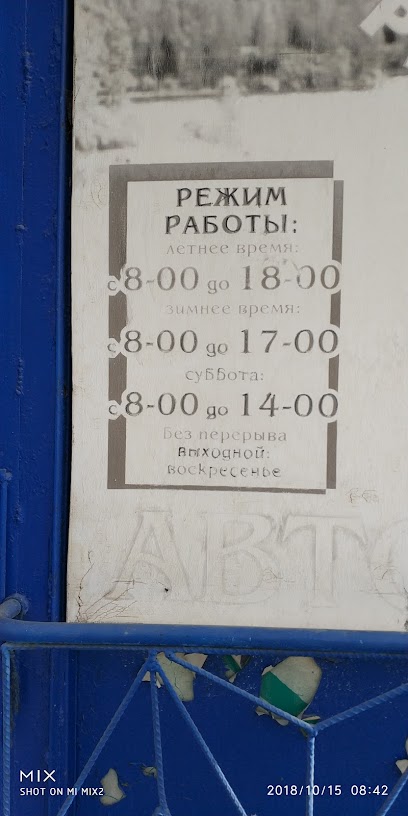 РЕЖИМ
РАБОТЫ:
летнее время:
с 8-00 до 18-00
зимнее время:
с 8-00 до 17-00
суббота:
с 8-00 до 14-00
Без перерыва
Выходной:
воскресенье
АВТО
MIX
SHOT ON MI MIX2
2018/10/15 08:42